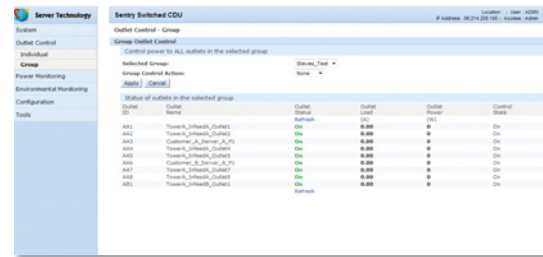 Server Technology
Sentry Switched CDU
Location : User ADMN
IP Address 66.214.208.100 : Access Admin
System
Outlet Control
Individual
Group
Power Monitoring
Environmental Monitoring
Configuration
Tools
Outlet Control - Group
Group Outlet Control
Control power to ALL outlets in the selected group
Selected Group: Steves_Test
Group Control Action: None
Apply Cancel
Status of outlets in the selected group
Outlet ID Outlet Name Outlet Status Outlet Load Outlet Power Control State
Refresh (A) (W)
AA1 TowerA_InfeedA_Outlet1 On 0.00 0 On
AA2 TowerA_InfeedA_Outlet2 On 0.00 0 On
AA3 Customer_A_Server_A_P1 On 0.00 0 On
AA4 TowerA_InfeedA_Outlet4 On 0.00 0 On
AA5 TowerA_InfeedA_Outlet5 On 0.00 0 On
AA6 Customer_B_Server_A_P1 On 0.00 0 On
AA7 TowerA_InfeedA_Outlet7 On 0.00 0 On
AA8 TowerA_InfeedA_Outlet8 On 0.00 0 On
AB1 TowerA_InfeedB_Outlet1 On 0.00 0 On
Refresh